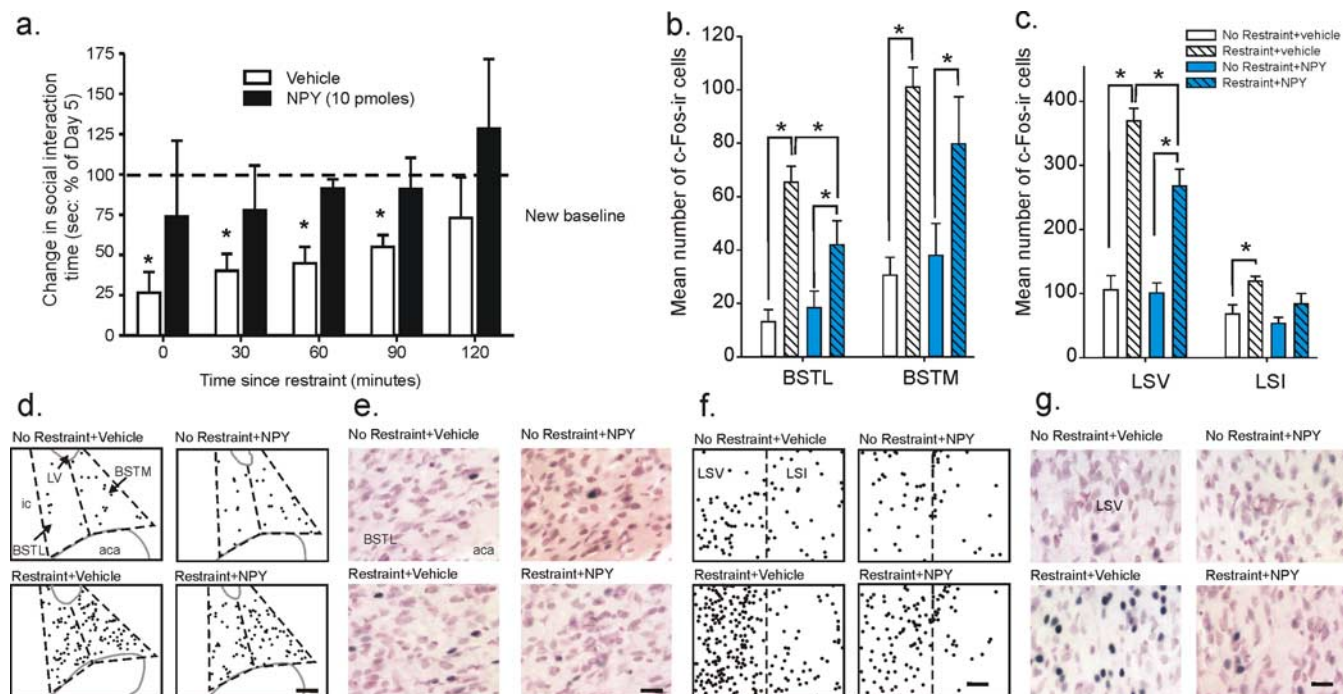 a.
Change in social interaction
time (sec: % of Day 5)
175
150
125
100
75
50
25
Vehicle
NPY (10 pmoles)
*
*
*
*
New baseline
0 30 60 90 120
Time since restraint (minutes)
b.
Mean number of c-Fos-ir cells
120
100
80
60
40
20
0
*
*
*
*
*
BSTL BSTM
c.
Mean number of c-Fos-ir cells
400
300
200
100
0
No Restraint+vehicle
Restraint+vehicle
No Restraint+NPY
Restraint+NPY
*
*
*
*
LSV LSI
d.
No Restraint+Vehicle No Restraint+NPY
LV
BSTM
ic
BSTL
aca
Restraint+Vehicle Restraint+NPY
e.
No Restraint+Vehicle No Restraint+NPY
BSTL aca
Restraint+Vehicle Restraint+NPY
f.
No Restraint+Vehicle No Restraint+NPY
LSV LSI
Restraint+Vehicle Restraint+NPY
g.
No Restraint+Vehicle No Restraint+NPY
LSV
Restraint+Vehicle Restraint+NPY